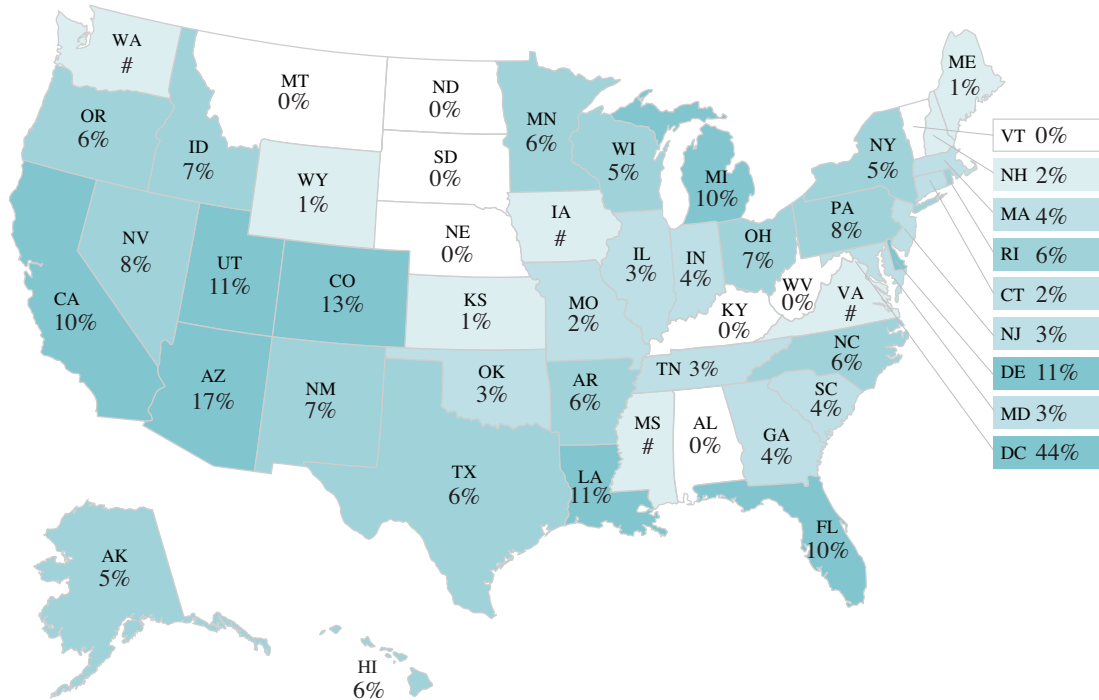 WA
#
MT
0%
ND
0%
MN
6%
ME
1%
OR
6%
ID
7%
WY
1%
SD
0%
WI
5%
MI
10%
NY
5%
VT 0%
NH 2%
MA 4%
RI 6%
CT 2%
NJ 3%
DE 11%
MD 3%
DC 44%
NV
8%
UT
11%
CO
13%
NE
0%
IA
#
IL
3%
IN
4%
OH
7%
PA
8%
CA
10%
KS
1%
MO
2%
KY
0%
WV
0%
VA
#
AZ
17%
NM
7%
OK
3%
AR
6%
TN 3%
NC
6%
SC
4%
TX
6%
LA
11%
MS
#
AL
0%
GA
4%
FL
10%
AK
5%
HI
6%